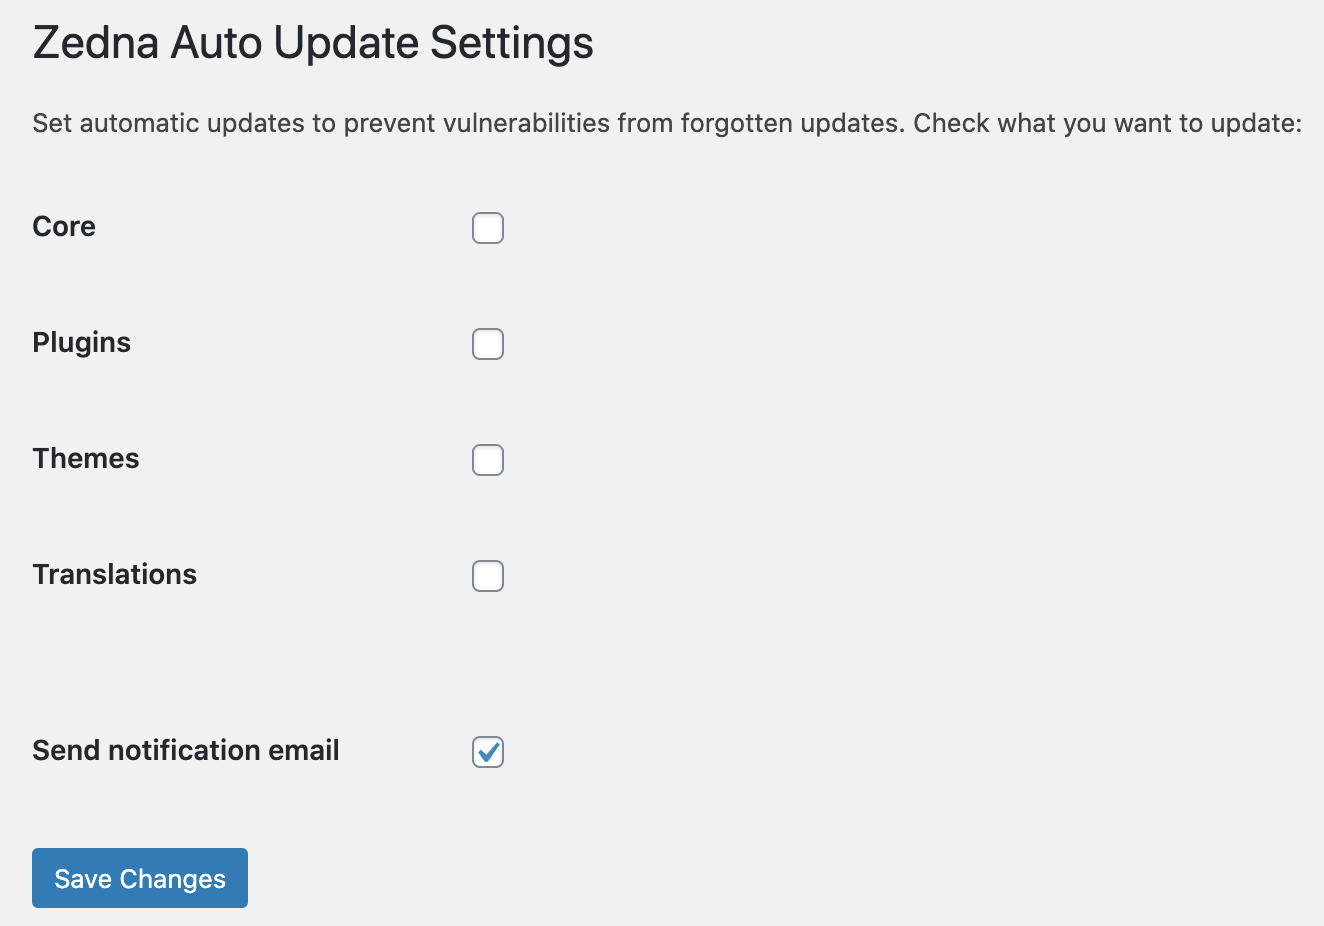 Zedna Auto Update Settings
Set automatic updates to prevent vulnerabilities from forgotten updates. Check what you want to update:
Core
Plugins
Themes
Translations
Send notification email
Save Changes